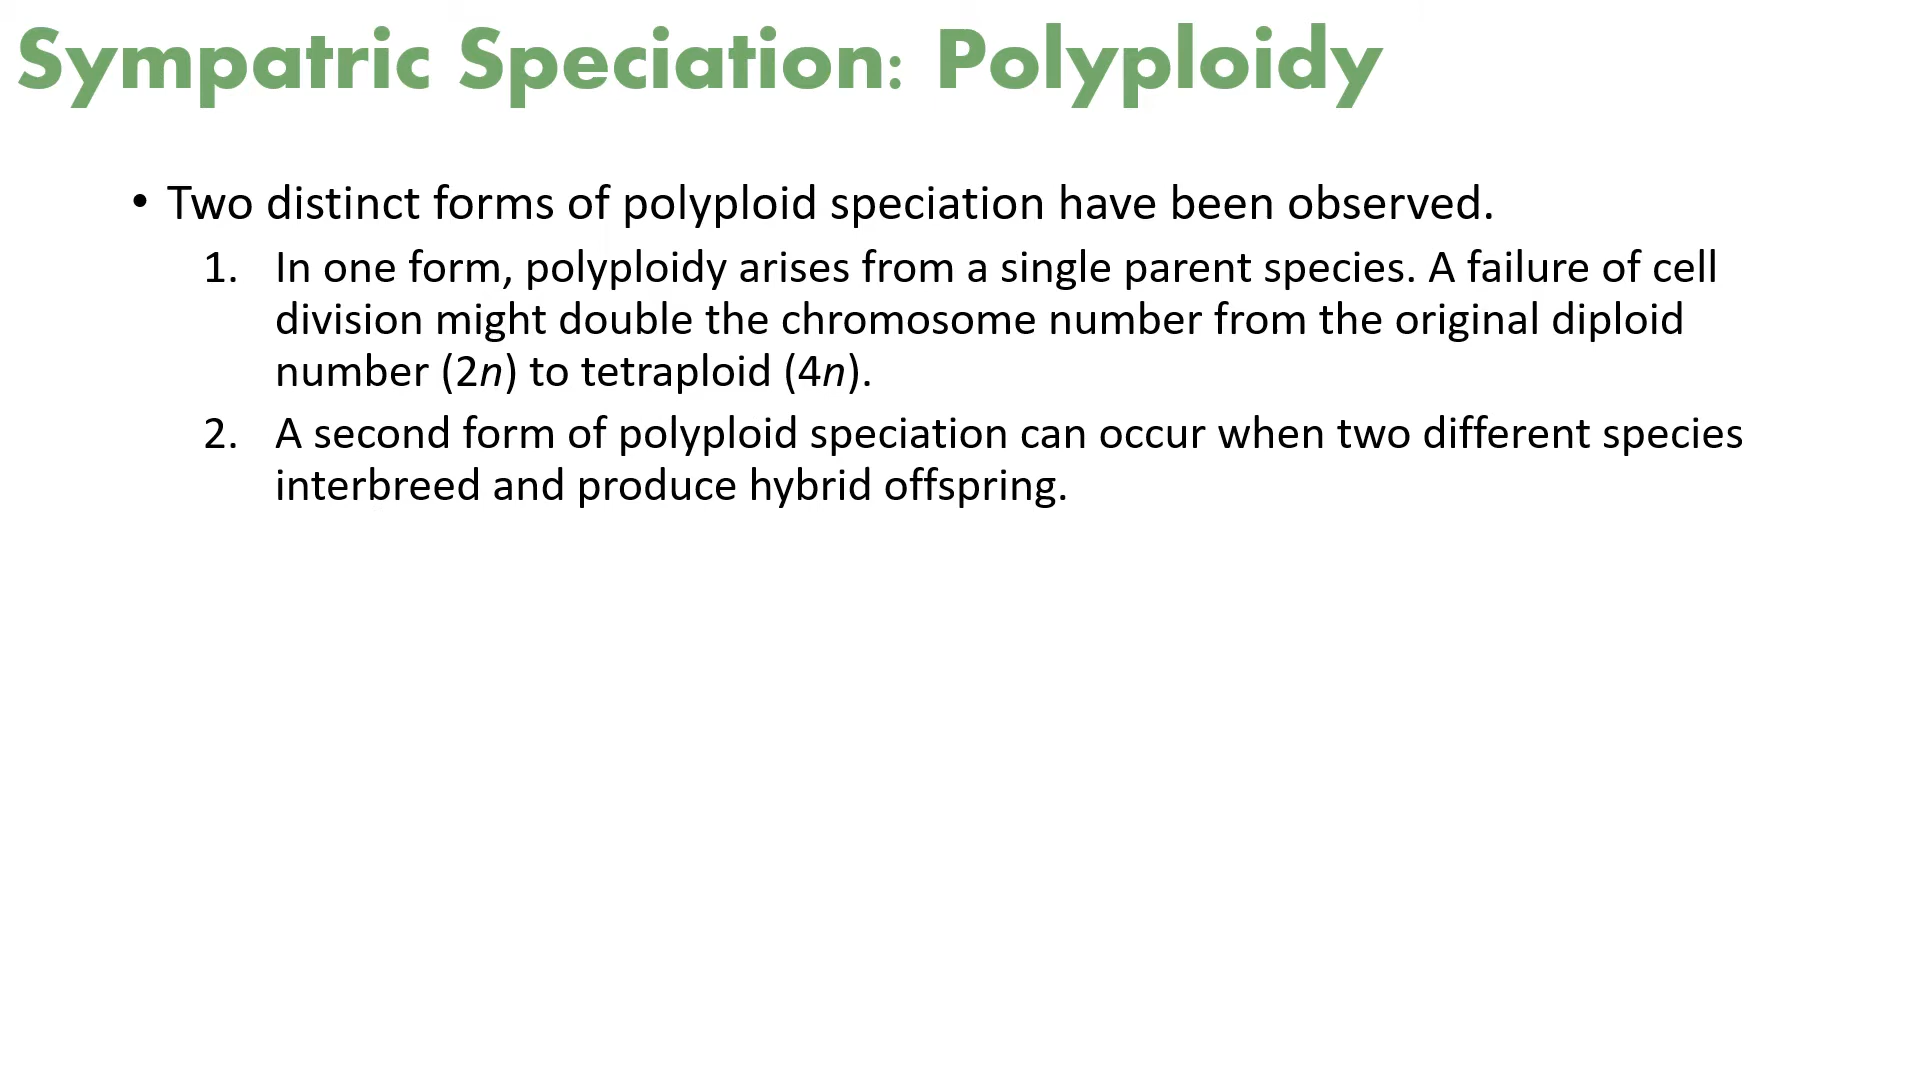 Sympatric Speciation: Polyploidy
• Two distinct forms of polyploid speciation have been observed.
1. In one form, polyploidy arises from a single parent species. A failure of cell
division might double the chromosome number from the original diploid
number (2n) to tetraploid (4n).
2. A second form of polyploid speciation can occur when two different species
interbreed and produce hybrid offspring.